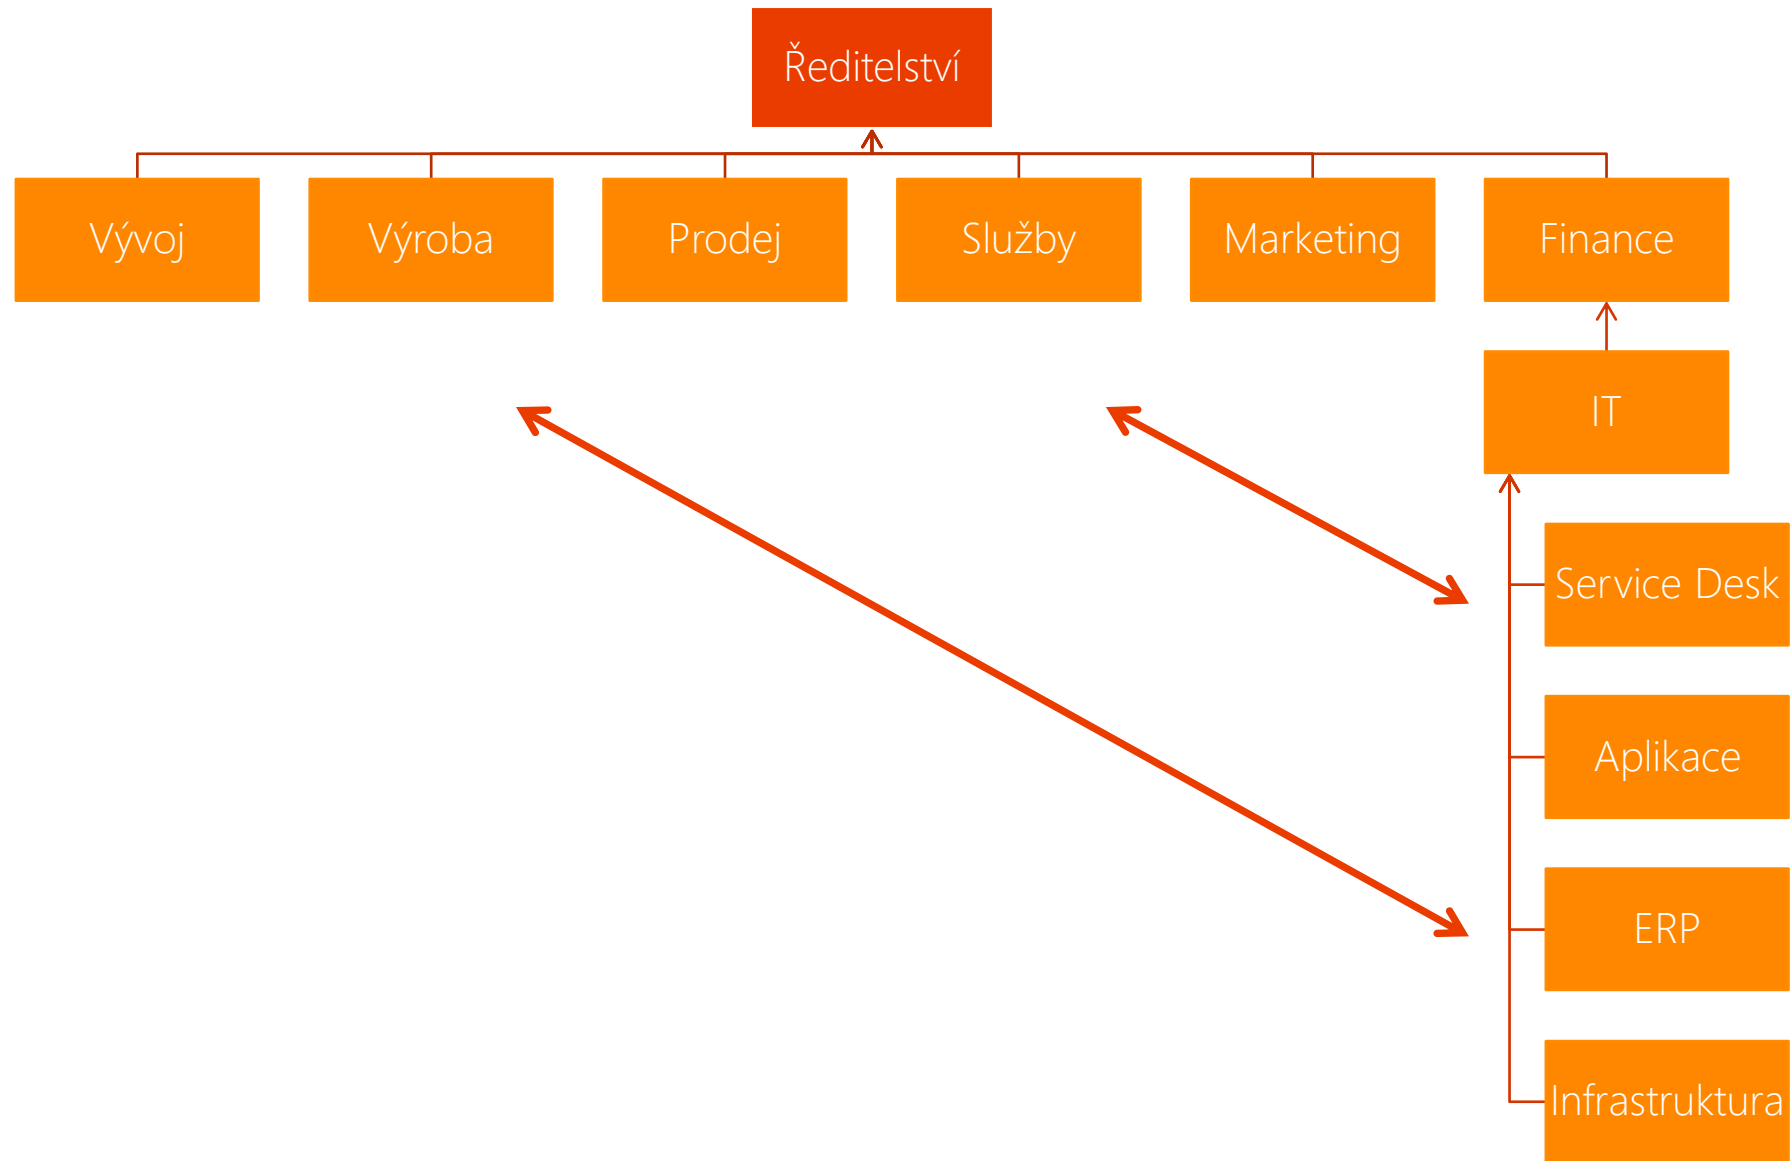 Ředitelství
Vývoj
Výroba
Prodej
Služby
Marketing
Finance
IT
Service Desk
Aplikace
ERP
Infrastruktura